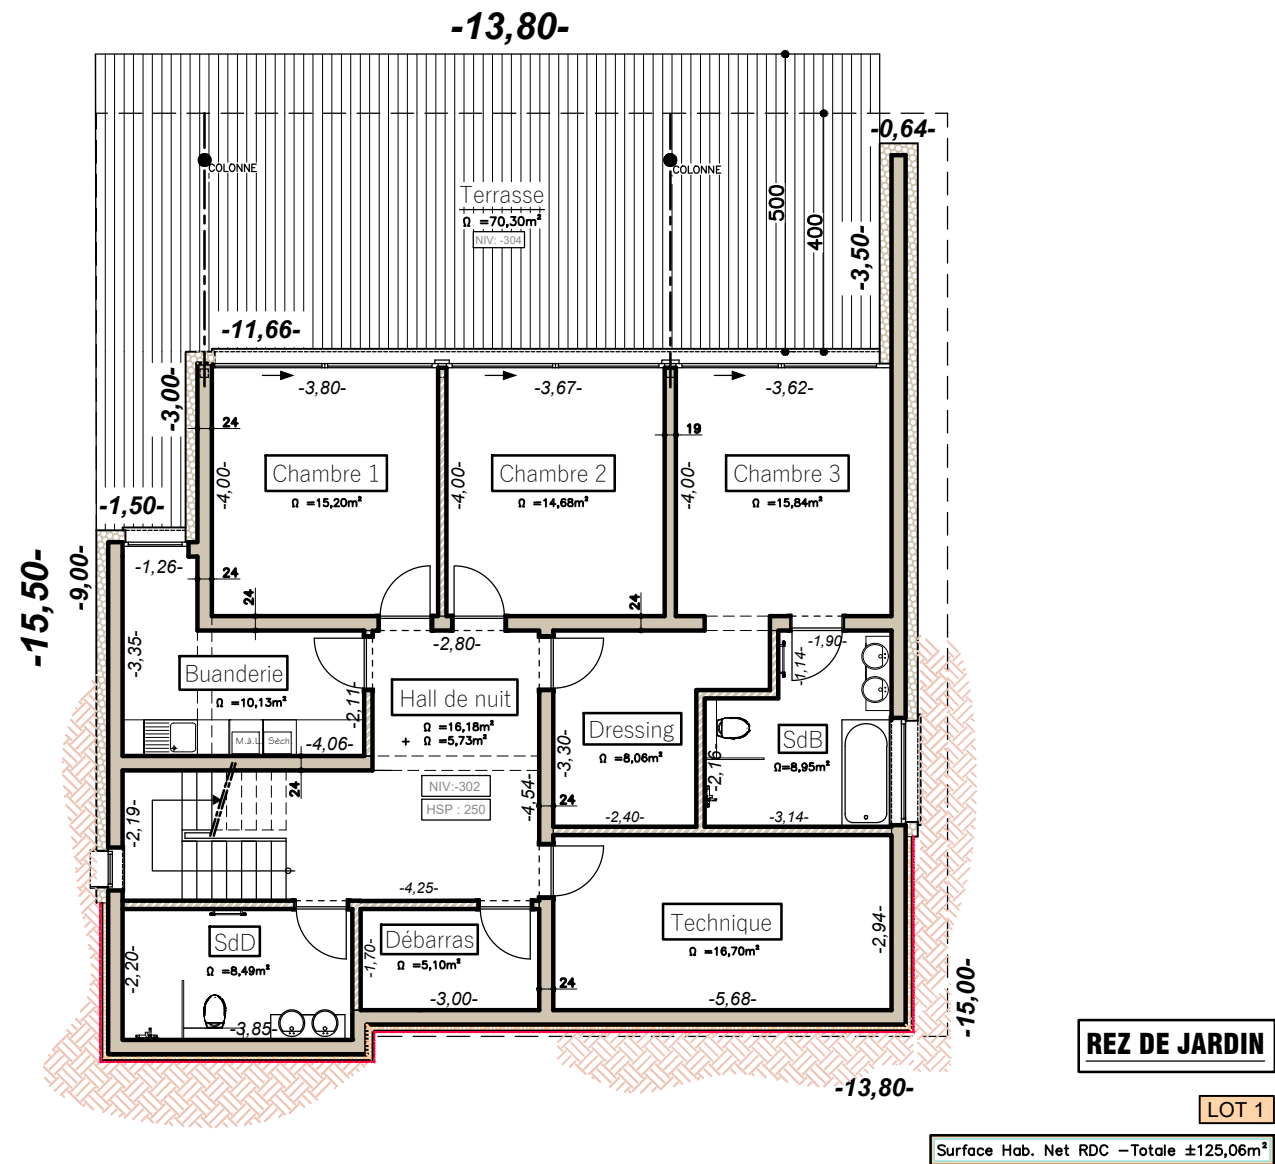 -13,80-
-0,64-
COLONNE
COLONNE
Terrasse
Ω =70,30m²
NIV: -304
500
400
-3,50-
-11,66-
-3,00-
-3,80-
-3,67-
-3,62-
24
19
Chambre 1
Ω =15,20m²
-4,00-
Chambre 2
Ω =14,68m²
-4,00-
Chambre 3
Ω =15,84m²
-4,00-
-1,50-
-15,50-
-9,00-
-1,26-
24
24
24
-3,35-
-2,80-
-1,90-
-1,14-
Buanderie
Ω =10,13m²
-2,11-
Hall de nuit
Ω =16,18m²
+ Ω =5,73m²
Dressing
Ω =8,06m²
-3,30-
SdB
Ω=8,95m²
-2,16-
M.à.L.
Sèch.
-4,06-
NIV:-302
HSP : 250
24
-4,54-
24
-2,19-
-2,40-
-3,14-
-4,25-
SdD
Ω =8,49m²
-2,20-
Débarras
Ω =5,10m²
-1,70-
Technique
Ω =16,70m²
-2,94-
24
-3,00-
-5,68-
-3,85-
-15,00-
-13,80-
REZ DE JARDIN
LOT 1
Surface Hab. Net RDC -Totale ±125,06m²